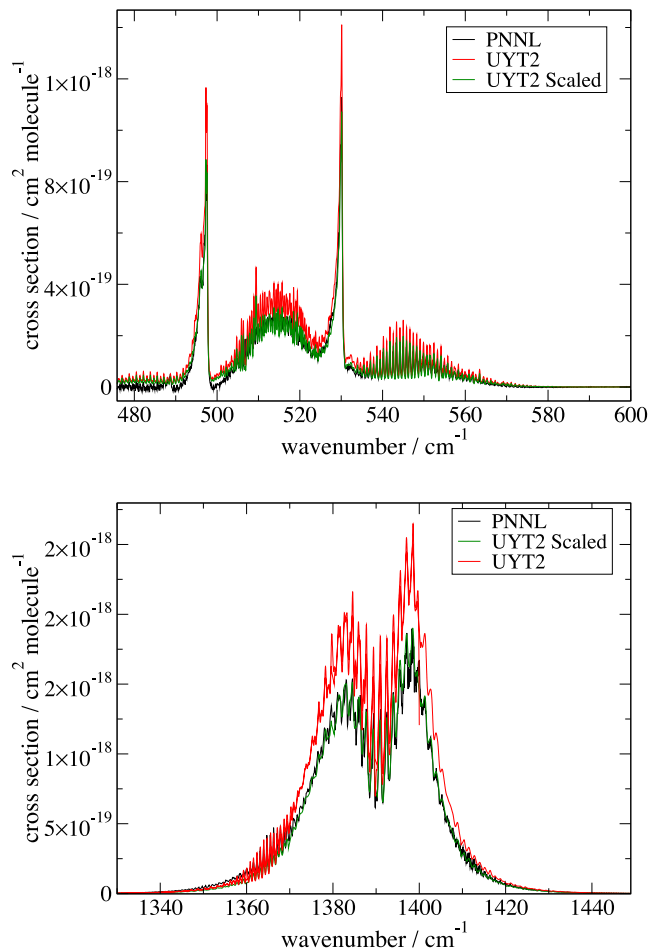 PNNL
UYT2
UYT2 Scaled
1×10⁻¹⁸
8×10⁻¹⁹
4×10⁻¹⁹
0
cross section / cm² molecule⁻¹
480 500 520 540 560 580 600
wavenumber / cm⁻¹
PNNL
UYT2 Scaled
UYT2
2×10⁻¹⁸
2×10⁻¹⁸
2×10⁻¹⁸
1×10⁻¹⁸
5×10⁻¹⁹
0
cross section / cm² molecule⁻¹
1340 1360 1380 1400 1420 1440
wavenumber / cm⁻¹